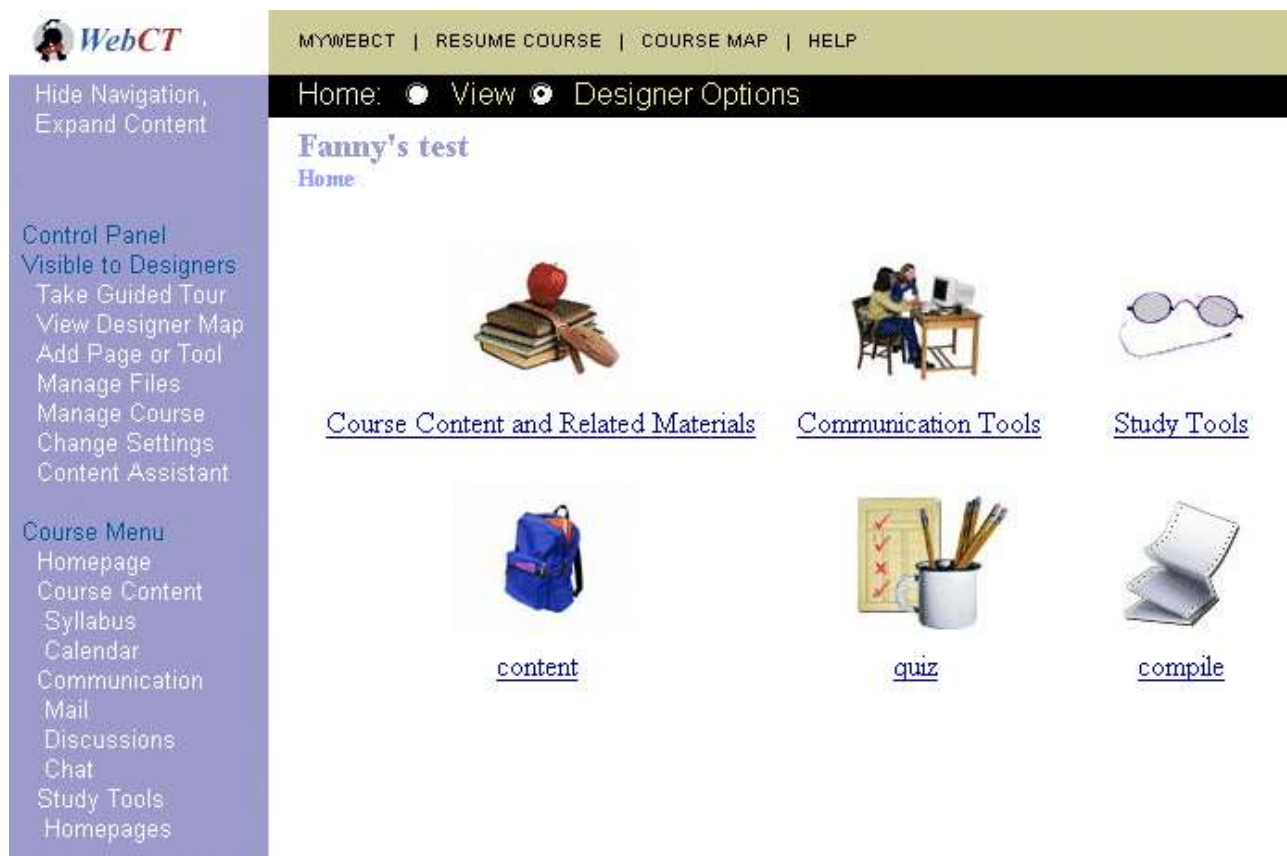 WebCT
MYWEBCT | RESUME COURSE | COURSE MAP | HELP
Hide Navigation,
Expand Content
Home: View Designer Options
Fanny's test
Home
Control Panel
Visible to Designers
Take Guided Tour
View Designer Map
Add Page or Tool
Manage Files
Manage Course
Change Settings
Content Assistant
Course Menu
Homepage
Course Content
Syllabus
Calendar
Communication
Mail
Discussions
Chat
Study Tools
Homepages
Course Content and Related Materials
Communication Tools
Study Tools
content
quiz
compile